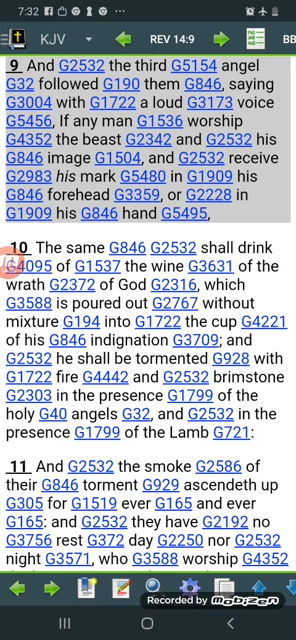 7:32
KJV REV 14:9 BB
9 And G2532 the third G5154 angel
G32 followed G190 them G846, saying
G3004 with G1722 a loud G3173 voice
G5456, If any man G1536 worship
G4352 the beast G2342 and G2532 his
G846 image G1504, and G2532 receive
G2983 his mark G5480 in G1909 his
G846 forehead G3359, or G2228 in
G1909 his G846 hand G5495,
10 The same G846 G2532 shall drink
G4095 of G1537 the wine G3631 of the
wrath G2372 of God G2316, which
G3588 is poured out G2767 without
mixture G194 into G1722 the cup G4221
of his G846 indignation G3709; and
G2532 he shall be tormented G928 with
G1722 fire G4442 and G2532 brimstone
G2303 in the presence G1799 of the
holy G40 angels G32, and G2532 in the
presence G1799 of the Lamb G721:
11 And G2532 the smoke G2586 of
their G846 torment G929 ascendeth up
G305 for G1519 ever G165 and ever
G165: and G2532 they have G2192 no
G3756 rest G372 day G2250 nor G2532
night G3571, who G3588 worship G4352
Recorded by mobizen